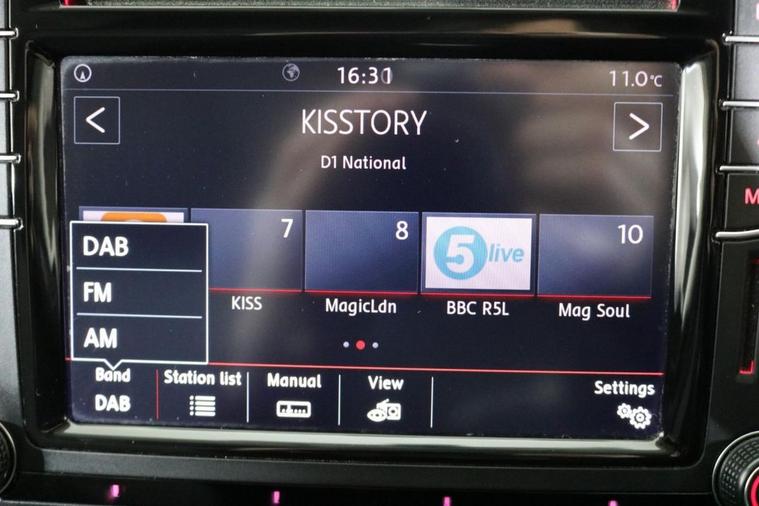 16:31
11.0°C
< KISSTORY >
D1 National
7
8
5 live
10
KISS
MagicLdn
BBC R5L
Mag Soul
DAB
FM
AM
Band
DAB
Station list
Manual
View
Settings
M